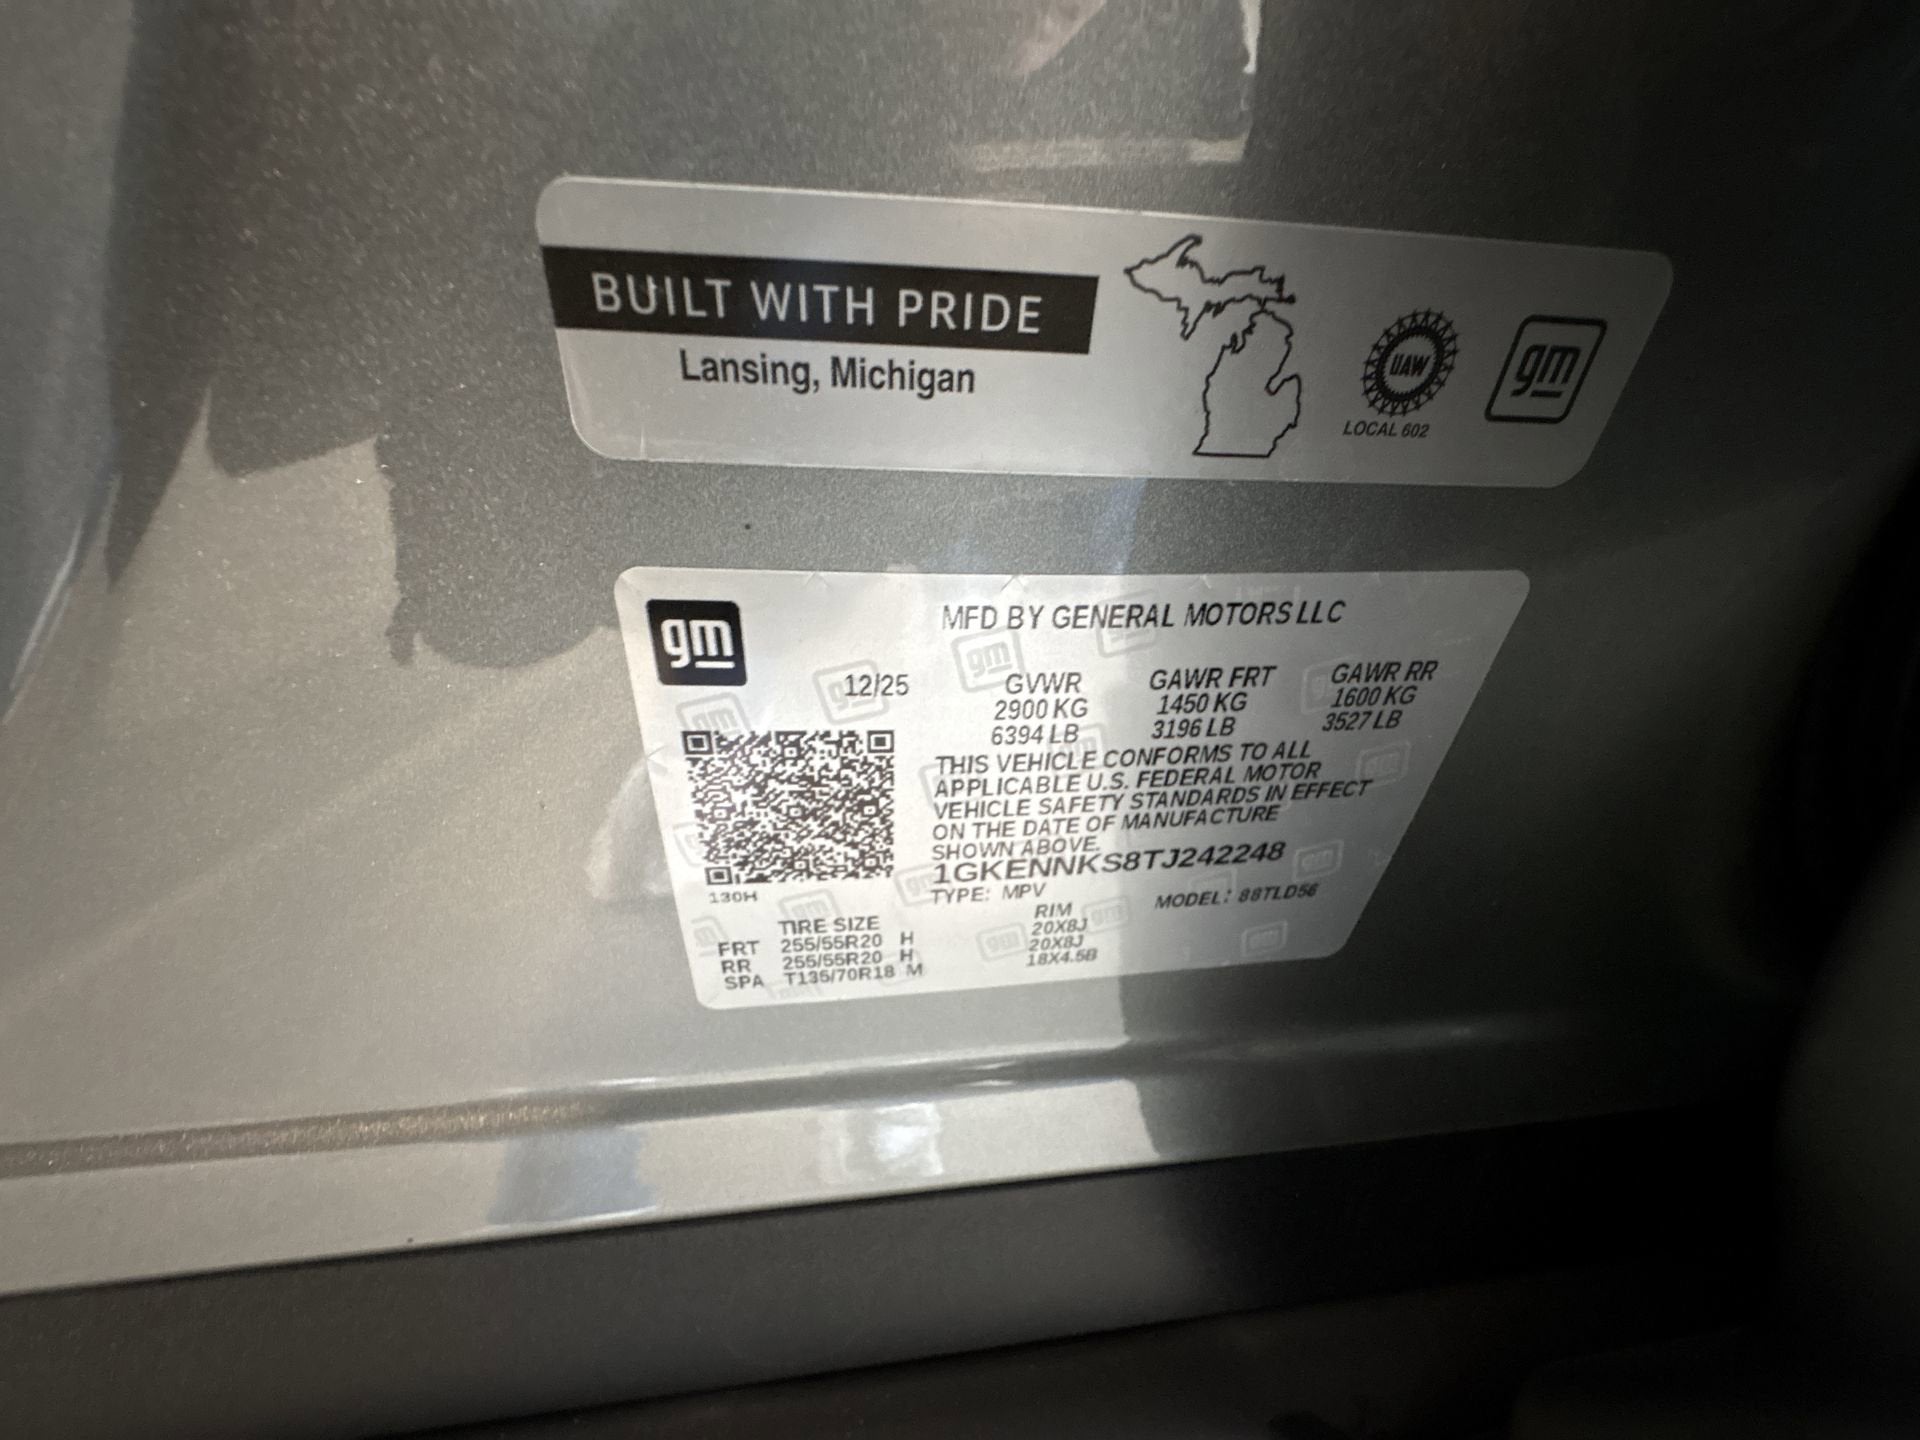 BUILT WITH PRIDE
Lansing, Michigan
UAW
LOCAL 602
gm
gm
MFD BY GENERAL MOTORS LLC
12/25
GVWR GAWR FRT GAWR RR
2900 KG 1450 KG 1600 KG
6394 LB 3196 LB 3527 LB
THIS VEHICLE CONFORMS TO ALL
APPLICABLE U.S. FEDERAL MOTOR
VEHICLE SAFETY STANDARDS IN EFFECT
ON THE DATE OF MANUFACTURE
SHOWN ABOVE.
1GKENNKS8TJ242248
TYPE: MPV MODEL: 88TLD56
130H
TIRE SIZE RIM
FRT 255/55R20 H 20X8J
RR 255/55R20 H 20X8J
SPA T135/70R18 M 18X4.5B